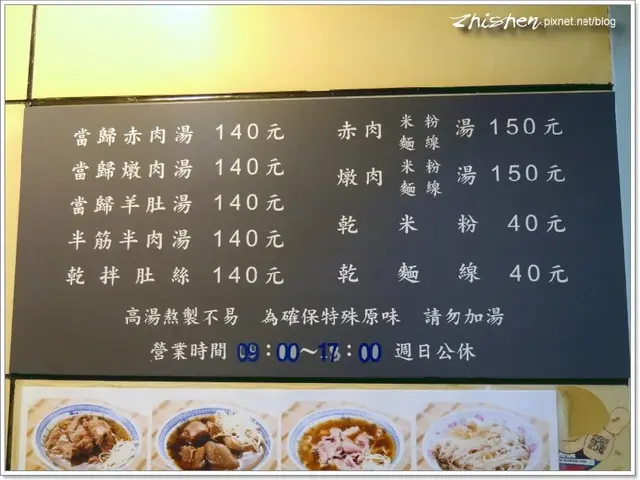 zhishen.pixnet.net/blog
當歸赤肉湯 140元
當歸燉肉湯 140元
當歸羊肚湯 140元
半筋半肉湯 140元
乾拌肚絲 140元
赤肉 米粉 麵線 湯 150元
燉肉 米粉 麵線 湯 150元
乾米粉 40元
乾麵線 40元
高湯熬製不易 為確保特殊原味 請勿加湯
營業時間 09:00~17:00 週日公休